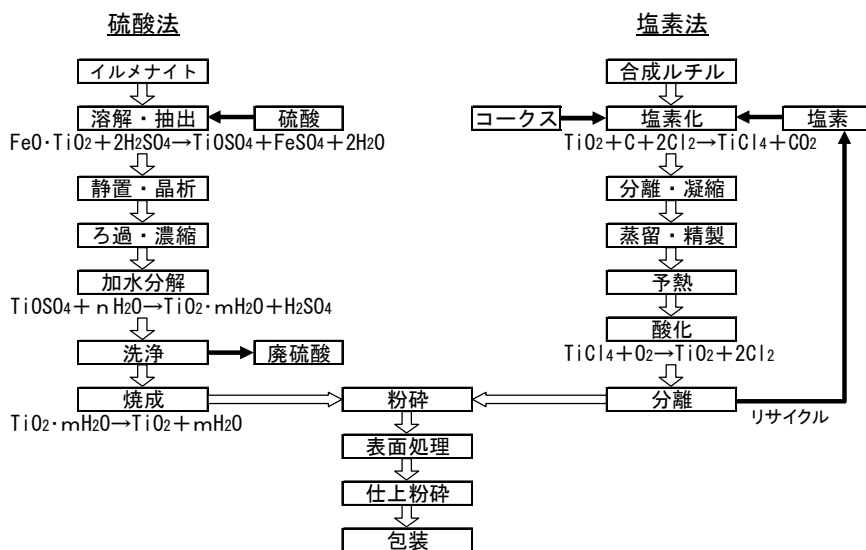 硫酸法
イルメナイト
溶解・抽出
硫酸
FeO・TiO2+2H2SO4→TiOSO4+FeSO4+2H2O
静置・晶析
ろ過・濃縮
加水分解
TiOSO4+nH2O→TiO2・mH2O+H2SO4
洗浄
廃硫酸
焼成
TiO2・mH2O→TiO2+mH2O
塩素法
合成ルチル
コークス
塩素化
塩素
TiO2+C+2Cl2→TiCl4+CO2
分離・凝縮
蒸留・精製
予熱
酸化
TiCl4+O2→TiO2+2Cl2
分離
リサイクル
粉砕
表面処理
仕上粉砕
包装